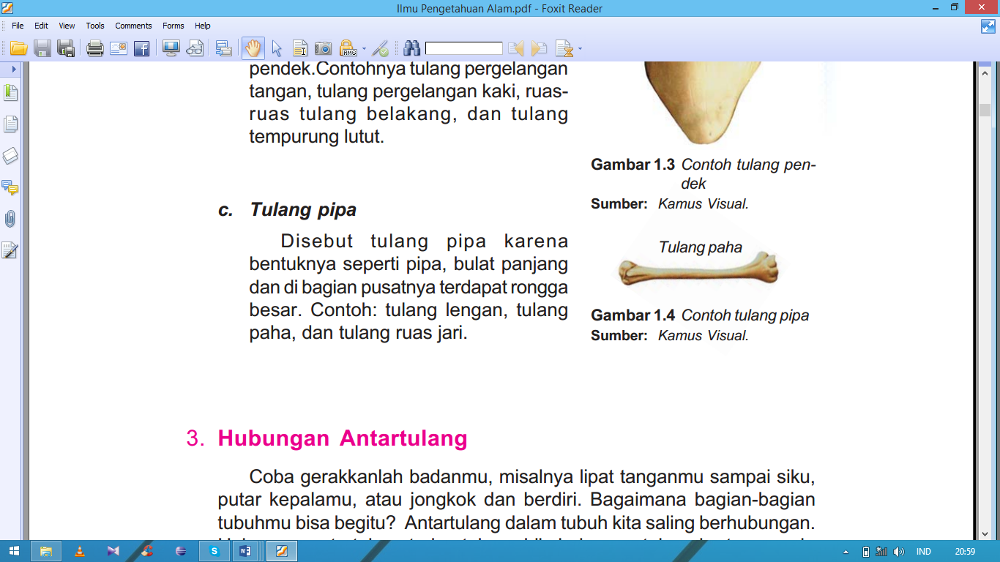 Ilmu Pengetahuan Alam.pdf - Foxit Reader
File Edit View Tools Comments Forms Help
RMS
pendek.Contohnya tulang pergelangan
tangan, tulang pergelangan kaki, ruas-
ruas tulang belakang, dan tulang
tempurung lutut.
Gambar 1.3 Contoh tulang pen-
dek
Sumber: Kamus Visual.
c. Tulang pipa
Disebut tulang pipa karena
bentuknya seperti pipa, bulat panjang
dan di bagian pusatnya terdapat rongga
besar. Contoh: tulang lengan, tulang
paha, dan tulang ruas jari.
Tulang paha
Gambar 1.4 Contoh tulang pipa
Sumber: Kamus Visual.
3. Hubungan Antartulang
Coba gerakkanlah badanmu, misalnya lipat tanganmu sampai siku,
putar kepalamu, atau jongkok dan berdiri. Bagaimana bagian-bagian
tubuhmu bisa begitu? Antartulang dalam tubuh kita saling berhubungan.
IND 20:59